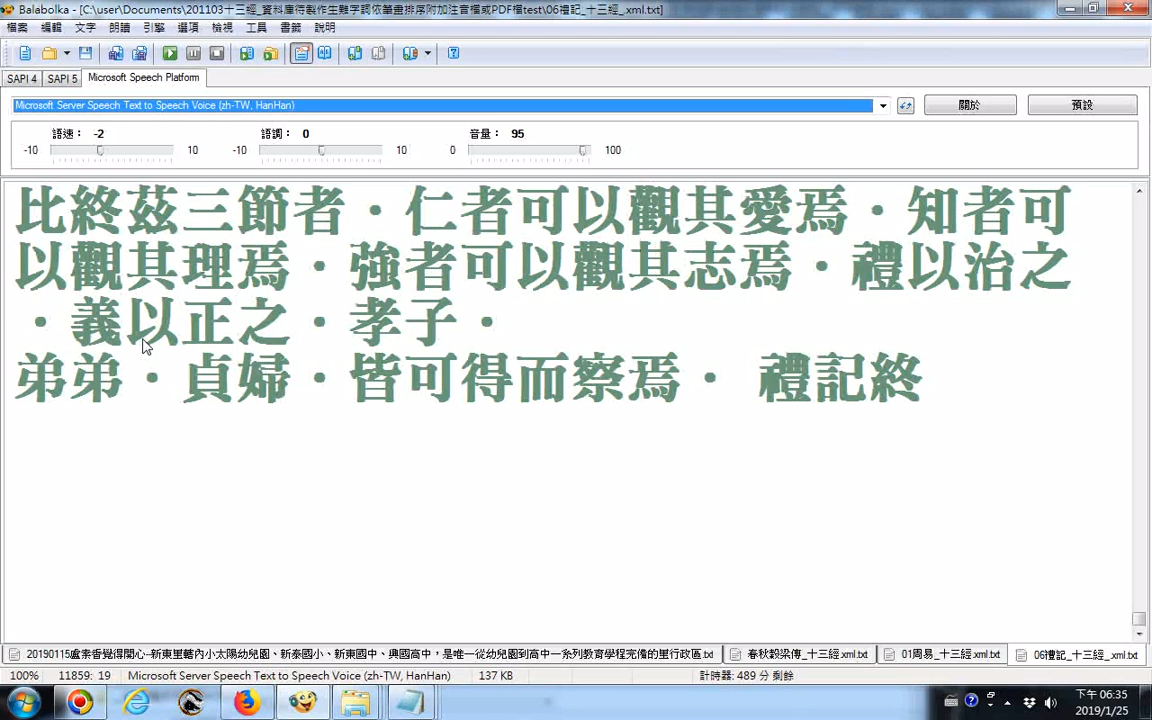 Balabolka - [C:\user\Documents\201103十三經_資料庫待製作生難字詞依筆畫排序附加注音檔或PDF檔test\06禮記_十三經_.xml.txt]
檔案 編輯 文字 朗讀 引擎 選項 檢視 工具 書籤 說明
SAPI 4 SAPI 5 Microsoft Speech Platform
Microsoft Server Speech Text to Speech Voice (zh-TW, HanHan) 關於 預設
語速： -2 語調： 0 音量： 95
-10 10 -10 10 0 100
比終茲三節者．仁者可以觀其愛焉．知者可
以觀其理焉．強者可以觀其志焉．禮以治之
．義以正之．孝子．
弟弟．貞婦．皆可得而察焉． 禮記終
20190115盧素香覺得開心--新東里轄內小太陽幼兒園、新泰國小、新東國中、興國高中，是唯一從幼兒園到高中一系列教育學程完備的里行政區.txt 春秋穀梁傳_十三經.xml.txt 01周易_十三經.xml.txt 06禮記_十三經_.xml.txt
100% 11859: 19 Microsoft Server Speech Text to Speech Voice (zh-TW, HanHan) 137 KB 計時器: 489 分 剩餘
下午 06:35
2019/1/25